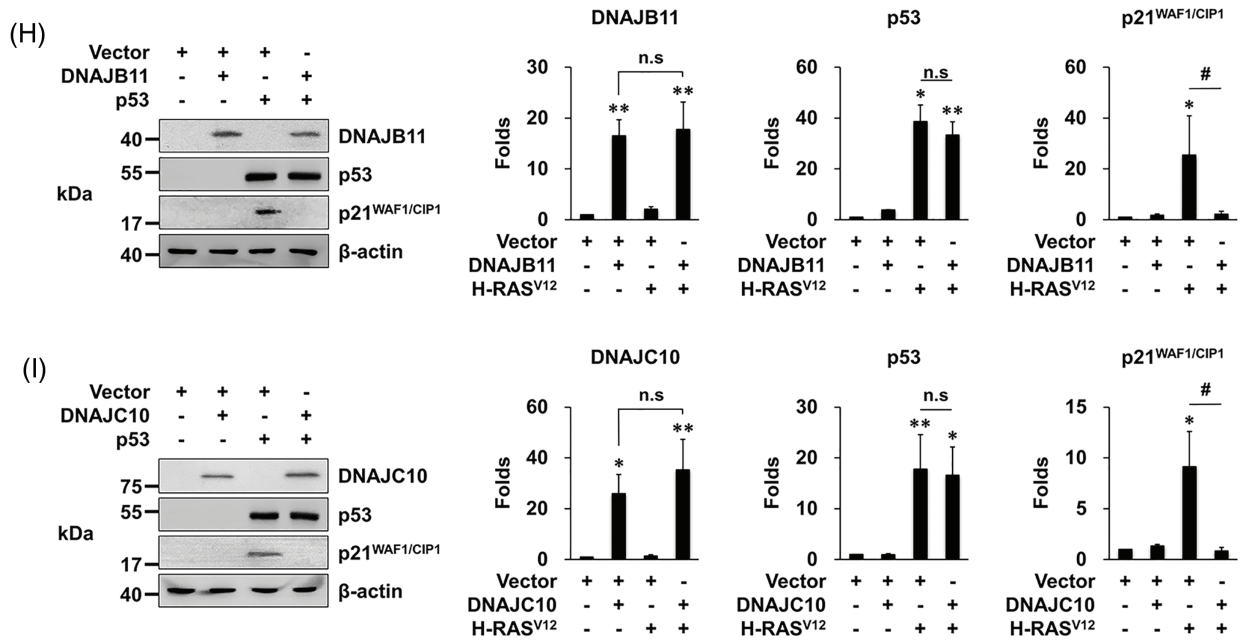 (H)
Vector + + + -
DNAJB11 - + - +
p53 - - + +
40 DNAJB11
55 p53
kDa
17 p21WAF1/CIP1
40 β-actin
DNAJB11
n.s
** **
Folds
30
20
10
0
Vector + + + -
DNAJB11 - + - +
H-RASV12 - - + +
p53
n.s
* **
Folds
60
40
20
0
Vector + + + -
DNAJB11 - + - +
H-RASV12 - - + +
p21WAF1/CIP1
#
*
Folds
60
40
20
0
Vector + + + -
DNAJB11 - + - +
H-RASV12 - - + +
(I)
Vector + + + -
DNAJC10 - + - +
p53 - - + +
75 DNAJC10
55 p53
kDa
17 p21WAF1/CIP1
40 β-actin
DNAJC10
n.s
* **
Folds
60
40
20
0
Vector + + + -
DNAJC10 - + - +
H-RASV12 - - + +
p53
n.s
** *
Folds
30
20
10
0
Vector + + + -
DNAJC10 - + - +
H-RASV12 - - + +
p21WAF1/CIP1
#
*
Folds
15
10
5
0
Vector + + + -
DNAJC10 - + - +
H-RASV12 - - + +